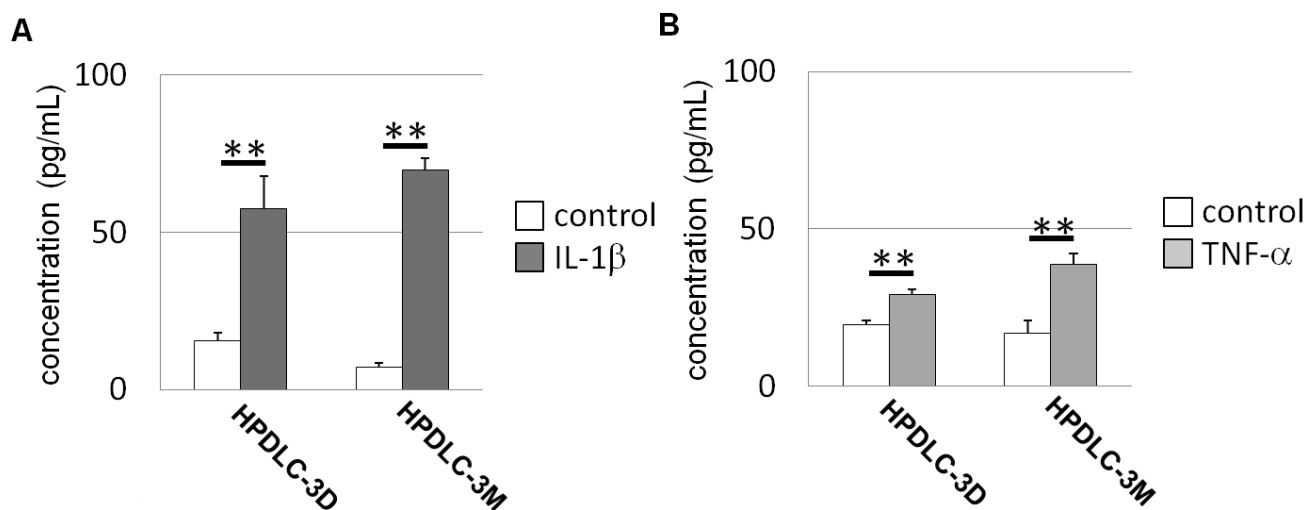 A
concentration (pg/mL)
100
50
0
**
**
HPDLC-3D
HPDLC-3M
control
IL-1β
B
concentration (pg/mL)
100
50
0
**
**
HPDLC-3D
HPDLC-3M
control
TNF-α